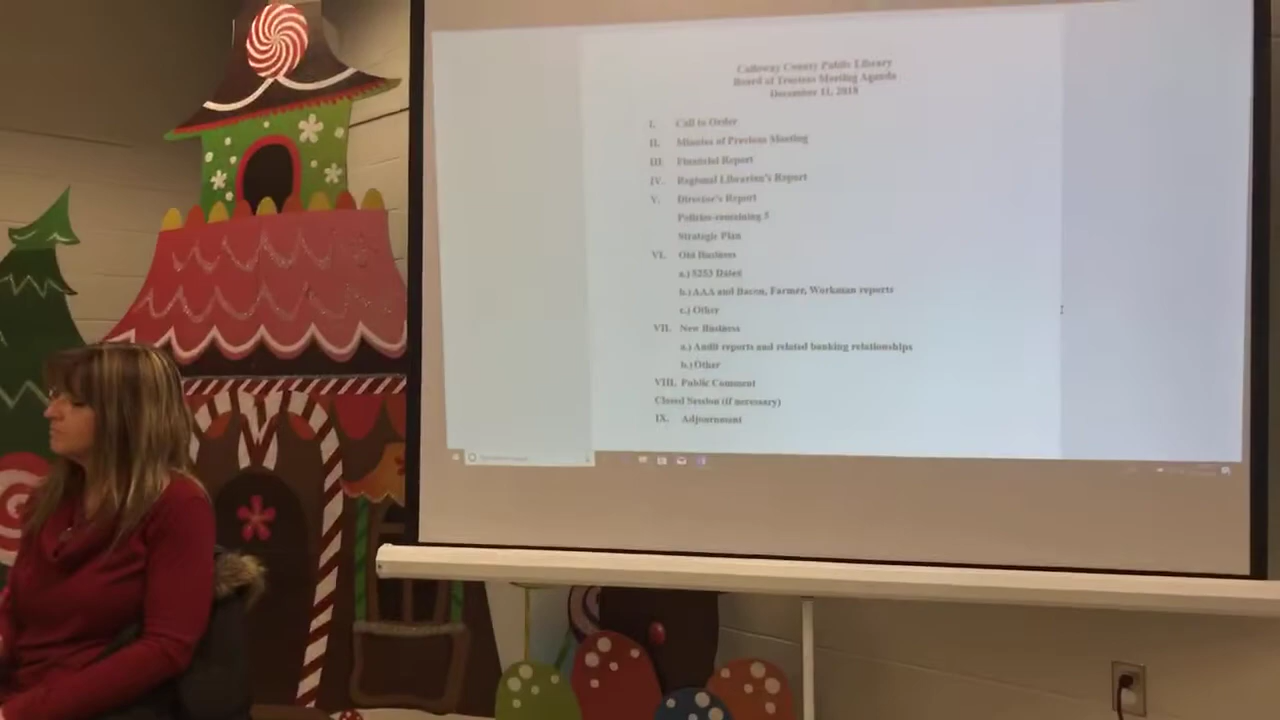 Calloway County Public Library
Board of Trustees Meeting Agenda
December 11, 2018
I. Call to Order
II. Minutes of Previous Meeting
III. Financial Report
IV. Regional Librarian's Report
V. Director's Report
Policies-remaining 5
Strategic Plan
VI. Old Business
a.) 5253 Dates
b.) AAA and Bacon, Farmer, Workman reports
c.) Other
VII. New Business
a.) Audit reports and related banking relationships
b.) Other
VIII. Public Comment
Closed Session (if necessary)
IX. Adjournment